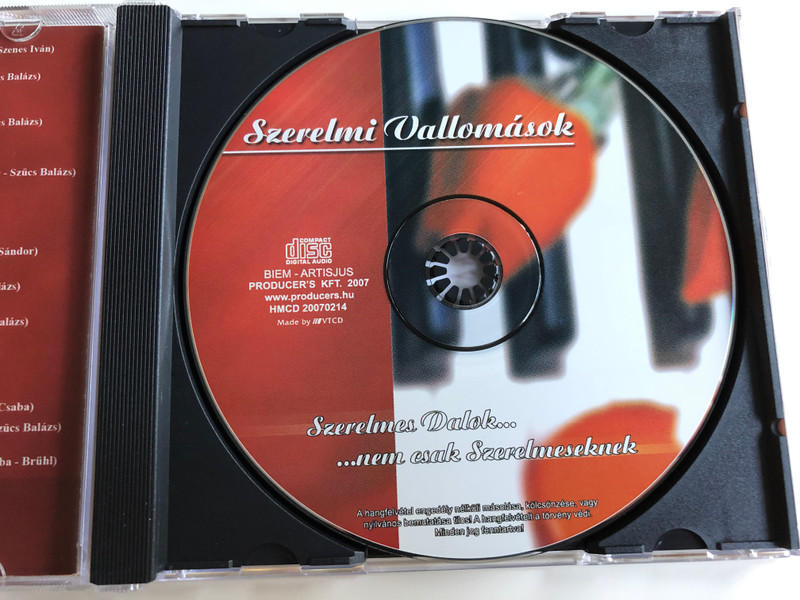 Szenes Iván)
s Balázs)
s Balázs)
- Szűcs Balázs)
Sándor)
ázs)
alázs)
Csaba)
zűcs Balázs)
ba - Brühl)
Szerelmi Vallomások
COMPACT
disc
DIGITAL AUDIO
BIEM - ARTISJUS
PRODUCER'S KFT. 2007
www.producers.hu
HMCD 20070214
Made by VTCD
Szerelmes Dalok...
...nem csak Szerelmeseknek
A hangfelvétel engedély nélküli másolása, kölcsönzése, vagy
nyilvános bemutatása tilos! A hangfelvételt a törvény védi.
Minden jog fenntartva!